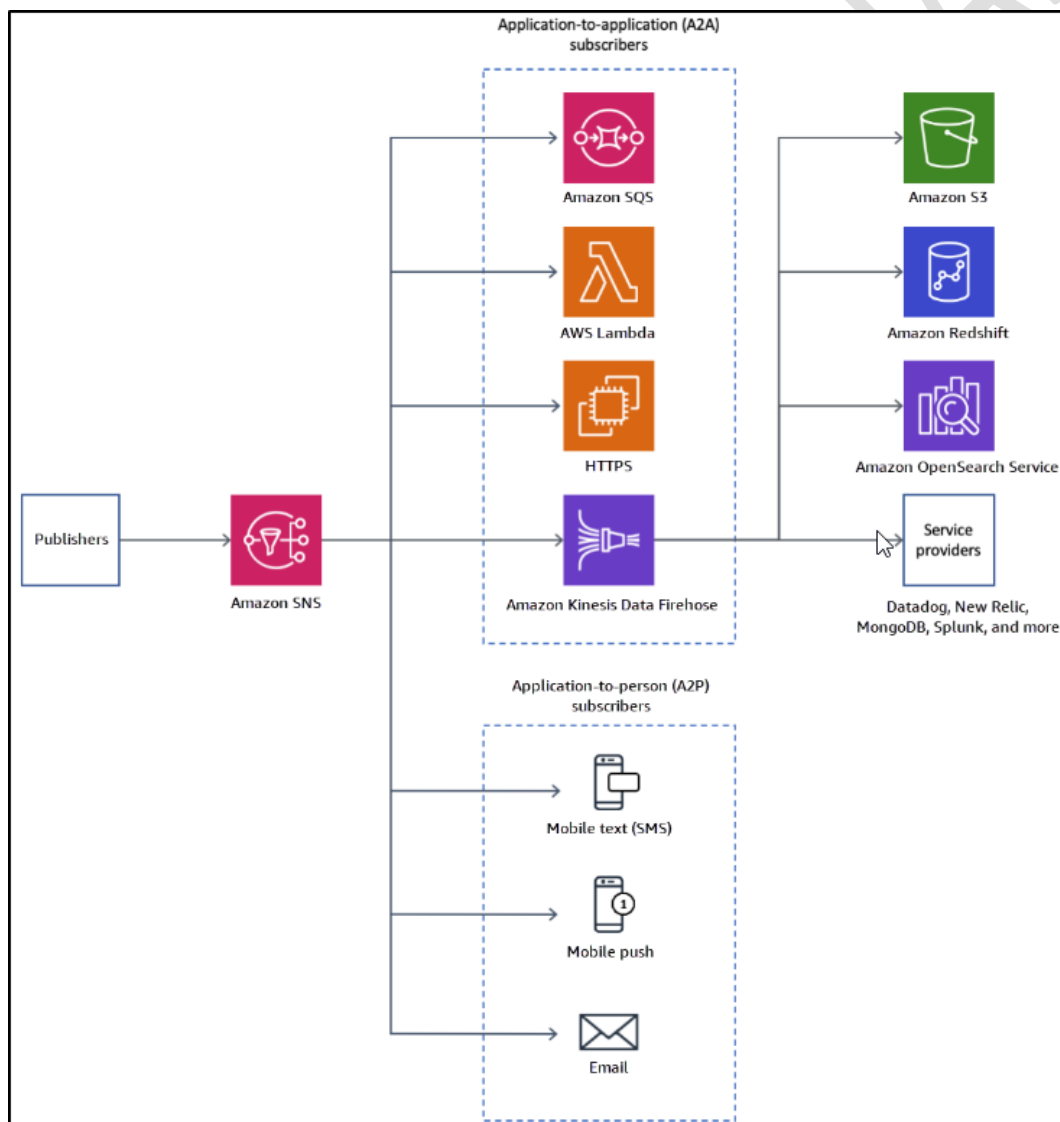 Application-to-application (A2A)
subscribers
Amazon SQS
Amazon S3
AWS Lambda
Amazon Redshift
HTTPS
Amazon OpenSearch Service
Publishers
Amazon SNS
Amazon Kinesis Data Firehose
Service
providers
Datadog, New Relic,
MongoDB, Splunk, and more
Application-to-person (A2P)
subscribers
Mobile text (SMS)
1
Mobile push
Email